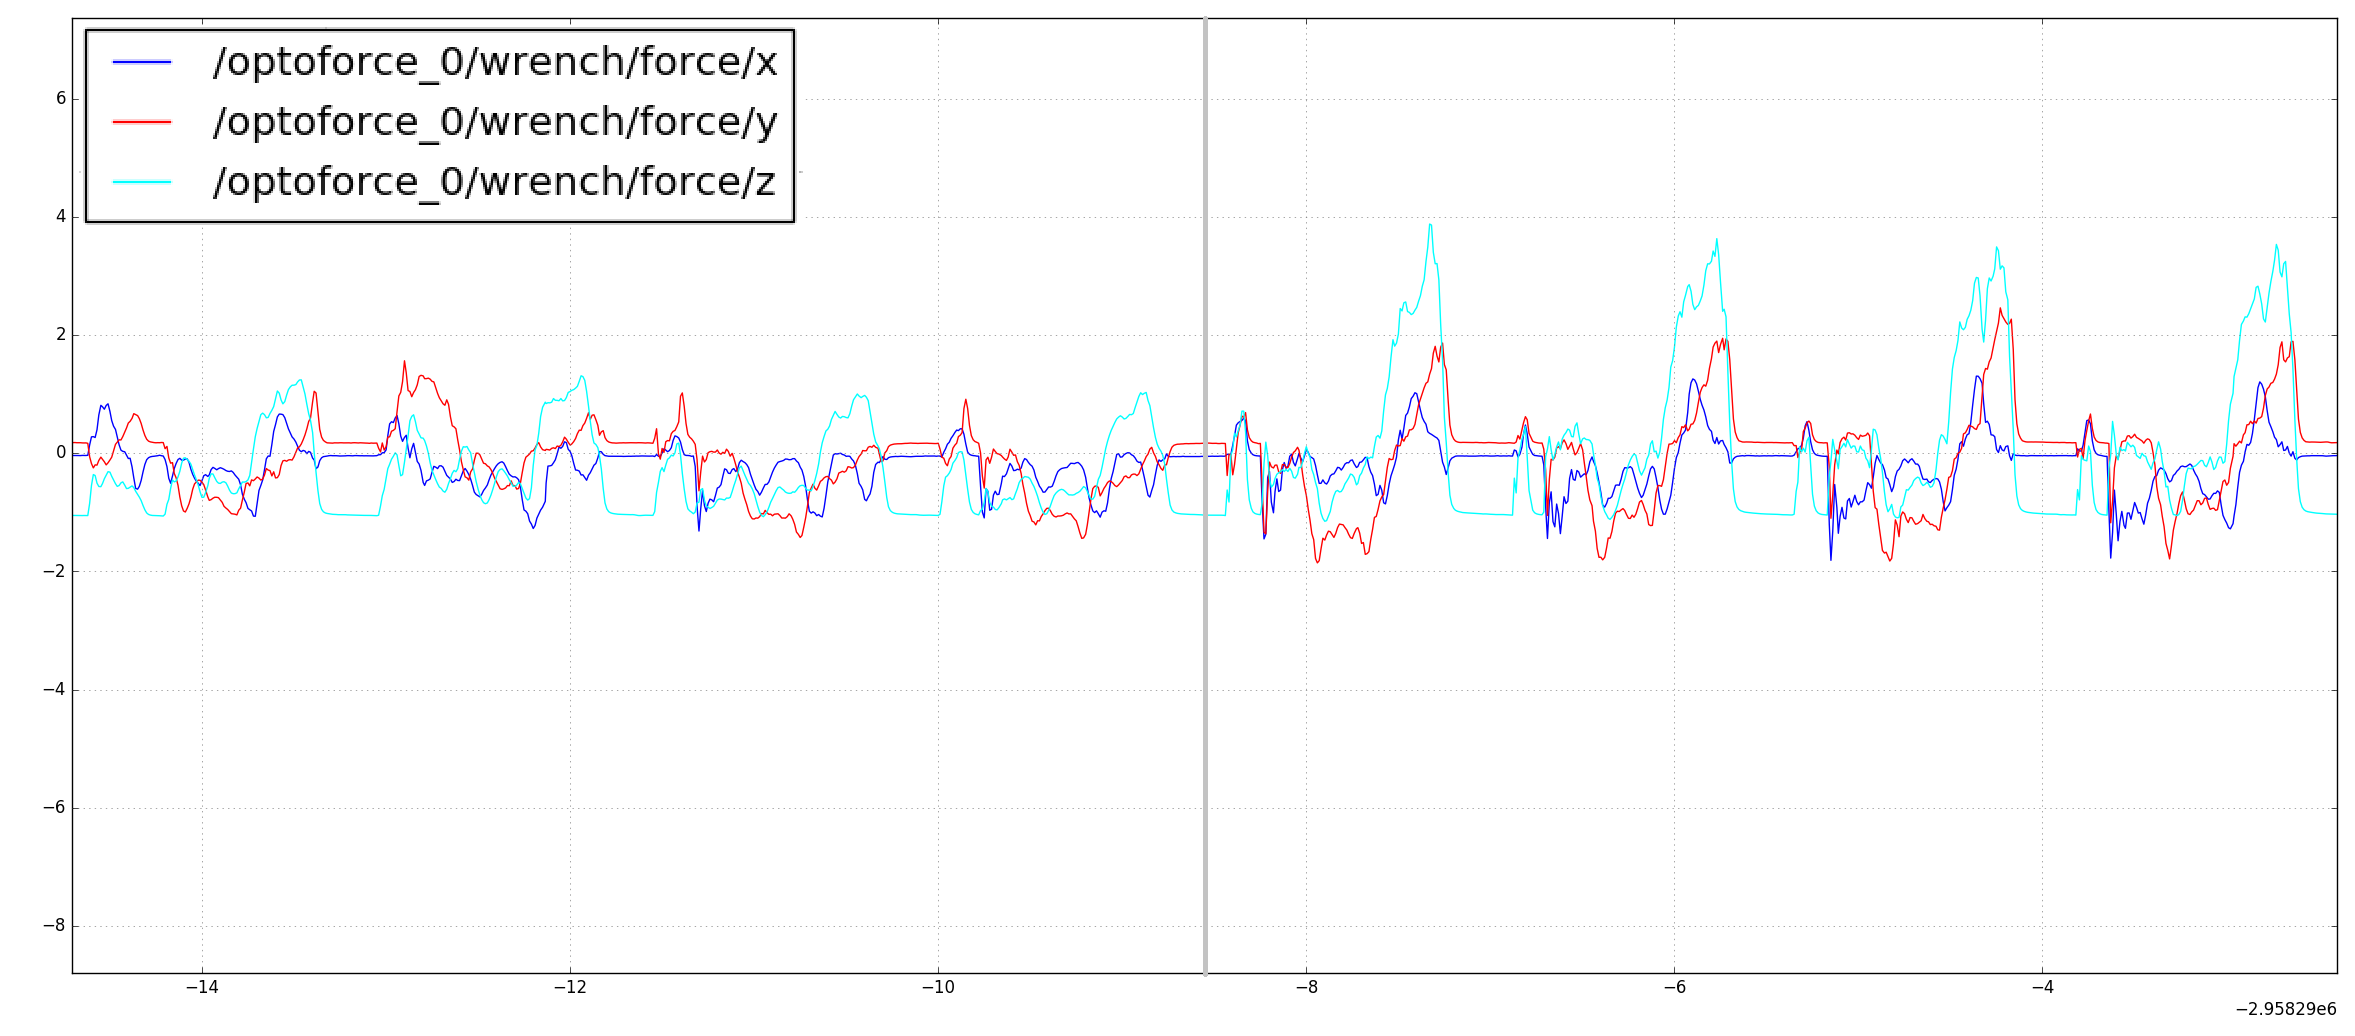 /optoforce_0/wrench/force/x
/optoforce_0/wrench/force/y
/optoforce_0/wrench/force/z
6
4
2
0
−2
−4
−6
−8
−14 −12 −10 −8 −6 −4
−2.95829e6